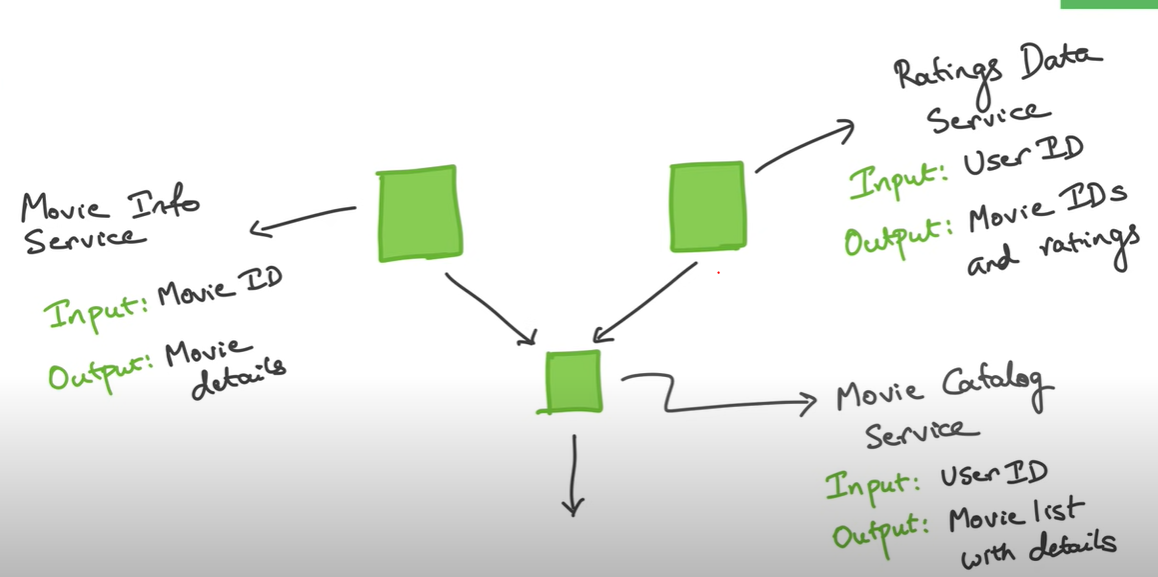 Movie Info
Service
Input: Movie ID
Output: Movie
details
Ratings Data
Service
Input: User ID
Output: Movie IDs
and ratings
Movie Catalog
Service
Input: User ID
Output: Movie list
with details